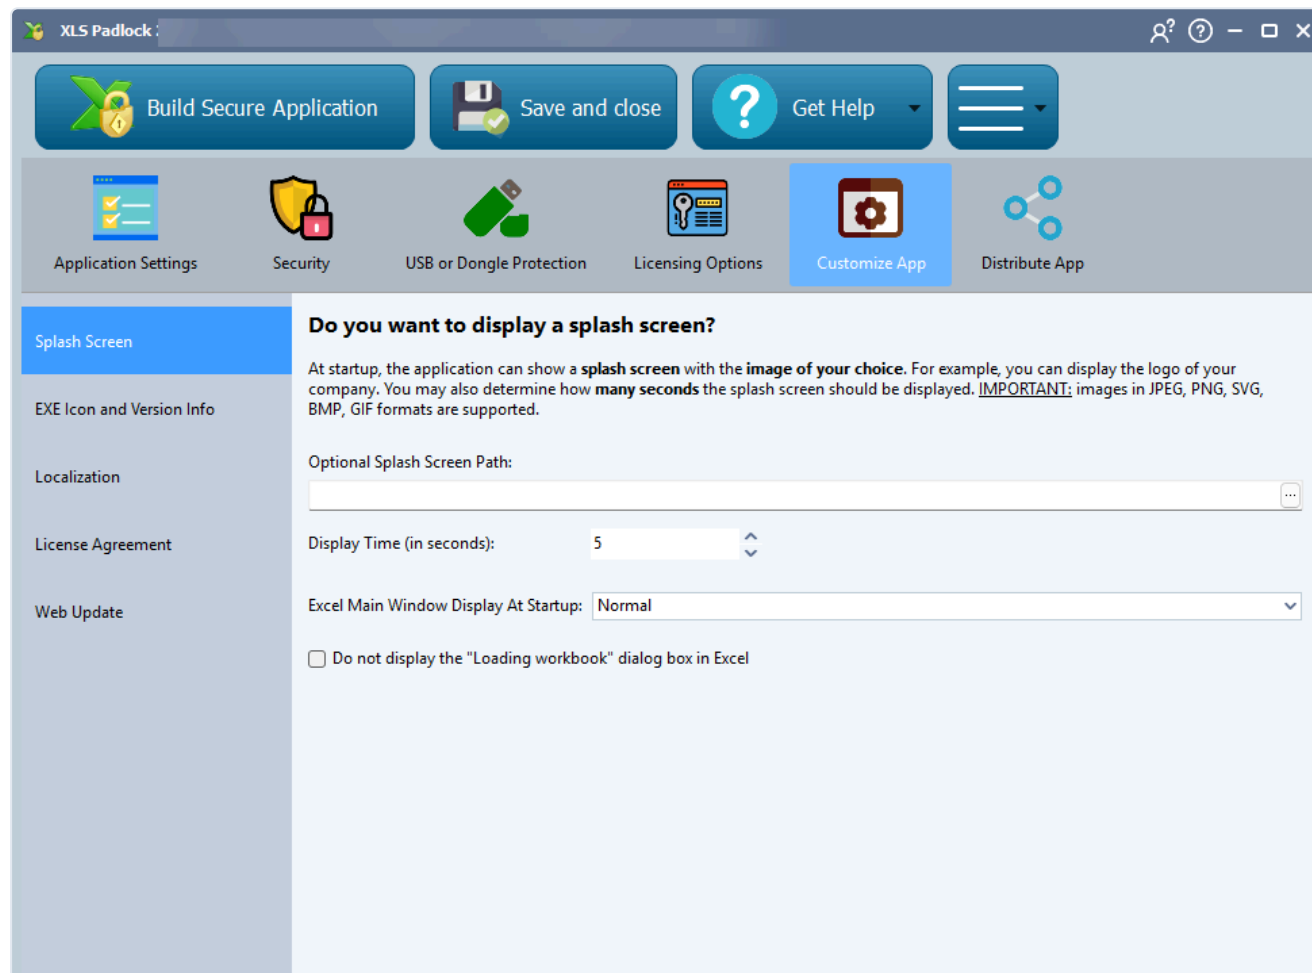 XLS Padlock
Build Secure Application
Save and close
Get Help
Application Settings
Security
USB or Dongle Protection
Licensing Options
Customize App
Distribute App
Splash Screen
EXE Icon and Version Info
Localization
License Agreement
Web Update
Do you want to display a splash screen?
At startup, the application can show a splash screen with the image of your choice. For example, you can display the logo of your
company. You may also determine how many seconds the splash screen should be displayed. IMPORTANT: images in JPEG, PNG, SVG,
BMP, GIF formats are supported.
Optional Splash Screen Path:
...
Display Time (in seconds): 5
Excel Main Window Display At Startup: Normal
Do not display the "Loading workbook" dialog box in Excel